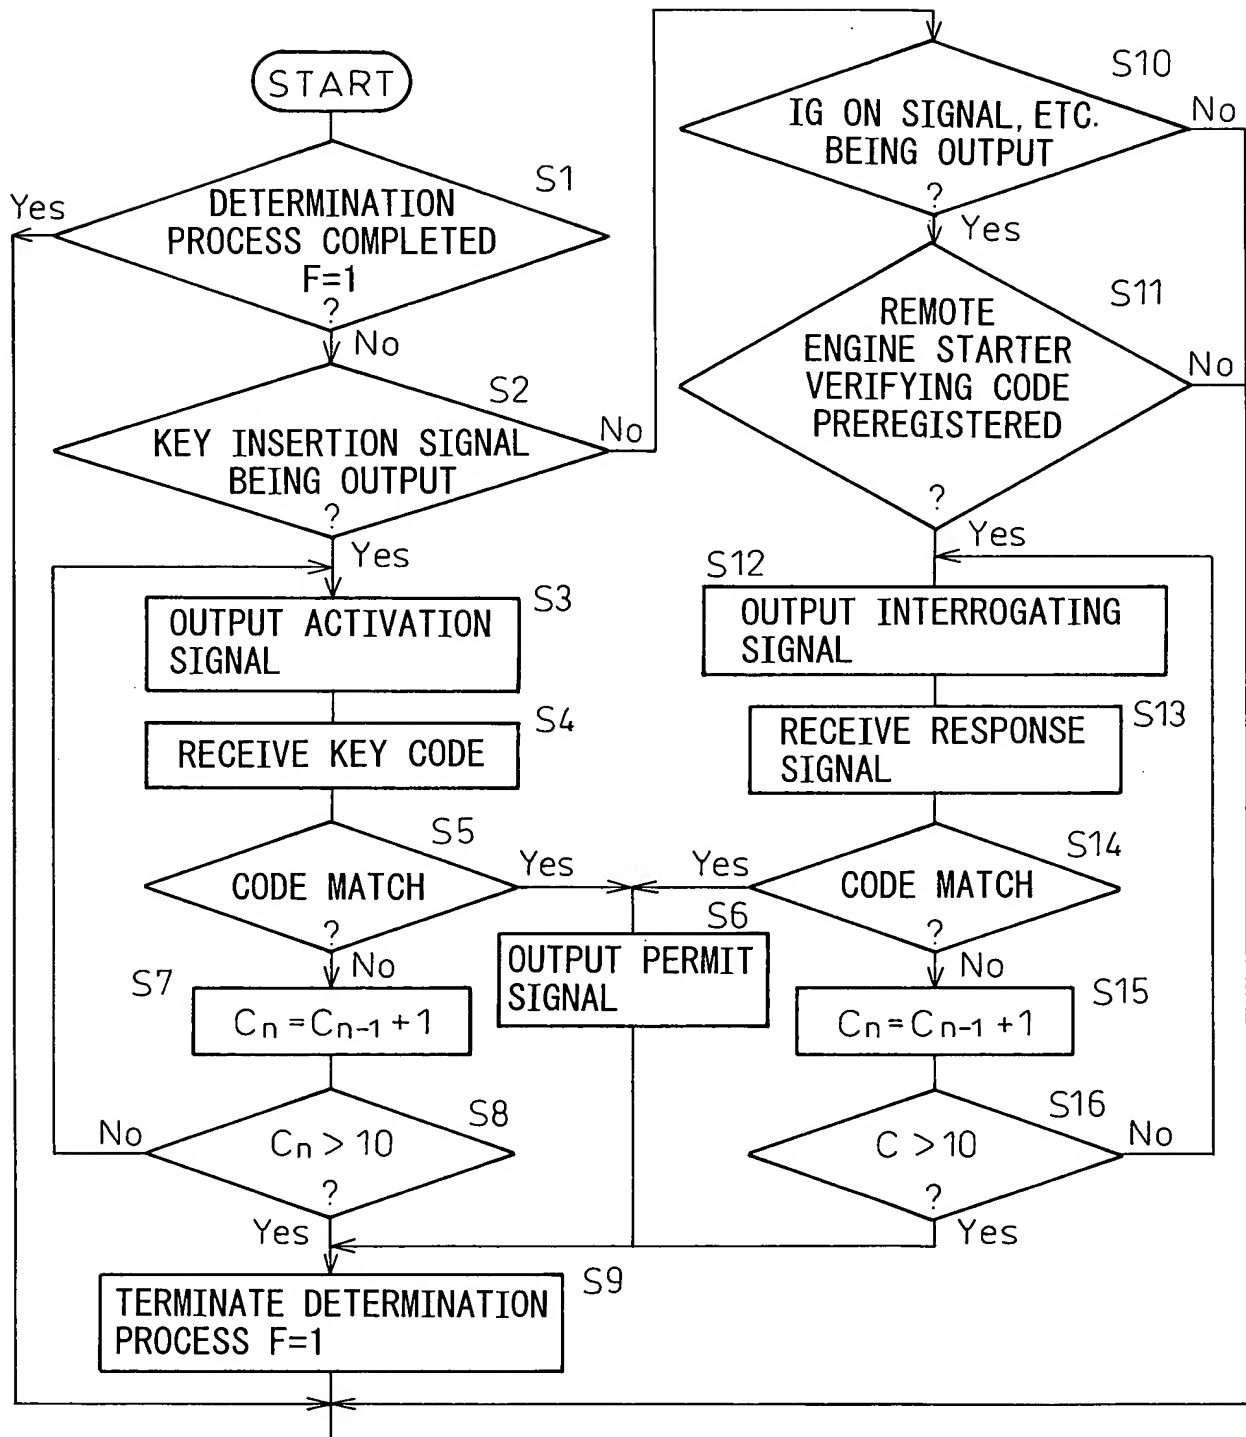 START
S1
Yes
DETERMINATION
PROCESS COMPLETED
F=1
?
No
S2
KEY INSERTION SIGNAL
BEING OUTPUT
?
No
Yes
S3
OUTPUT ACTIVATION
SIGNAL
S4
RECEIVE KEY CODE
S5
CODE MATCH
?
Yes
No
S6
OUTPUT PERMIT
SIGNAL
S7
Cn=Cn-1+1
S8
Cn>10
?
No
Yes
S9
TERMINATE DETERMINATION
PROCESS F=1
S10
IG ON SIGNAL, ETC.
BEING OUTPUT
?
No
Yes
S11
REMOTE
ENGINE STARTER
VERIFYING CODE
PREREGISTERED
?
No
Yes
S12
OUTPUT INTERROGATING
SIGNAL
S13
RECEIVE RESPONSE
SIGNAL
S14
CODE MATCH
?
Yes
No
S15
Cn=Cn-1+1
S16
C>10
?
No
Yes